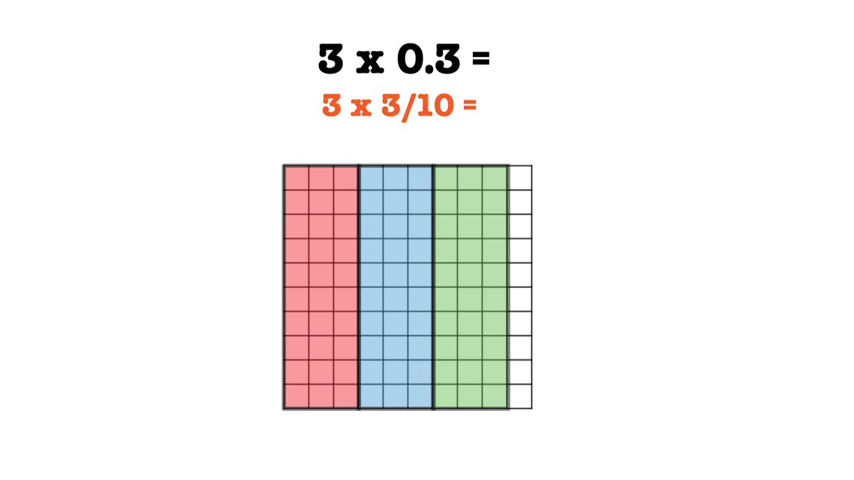 3 x 0.3 =
3 x 3/10 =